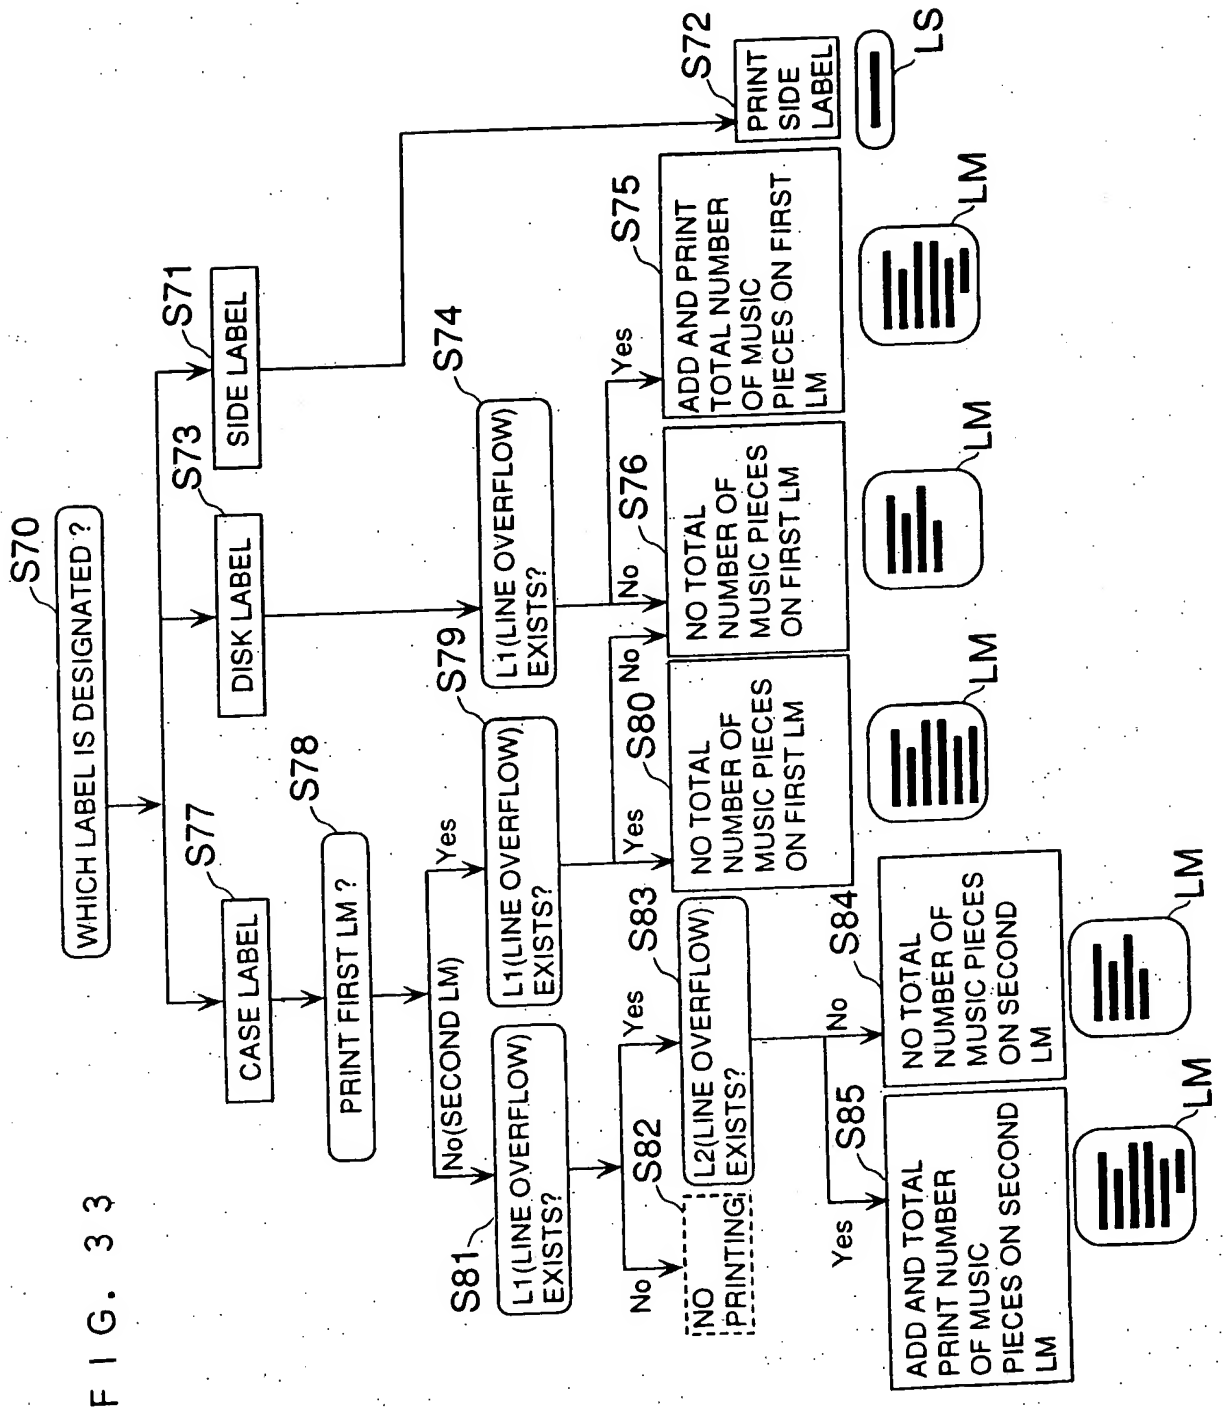 FIG. 33
S70
WHICH LABEL IS DESIGNATED ?
S77
CASE LABEL
S73
DISK LABEL
S71
SIDE LABEL
S78
PRINT FIRST LM ?
No(SECOND LM)
Yes
S81
L1(LINE OVERFLOW)
EXISTS?
S79
L1(LINE OVERFLOW)
EXISTS?
S74
L1(LINE OVERFLOW)
EXISTS?
S72
PRINT
SIDE
LABEL
LS
No
S82
NO
PRINTING
Yes
S83
L2(LINE OVERFLOW)
EXISTS?
Yes
S80
NO TOTAL
NUMBER OF
MUSIC PIECES
ON FIRST LM
LM
No
No
S76
NO TOTAL
NUMBER OF
MUSIC PIECES
ON FIRST LM
LM
Yes
S75
ADD AND PRINT
TOTAL NUMBER
OF MUSIC
PIECES ON FIRST
LM
LM
Yes
S85
ADD AND TOTAL
PRINT NUMBER
OF MUSIC
PIECES ON SECOND
LM
LM
No
S84
NO TOTAL
NUMBER OF
MUSIC PIECES
ON SECOND
LM
LM